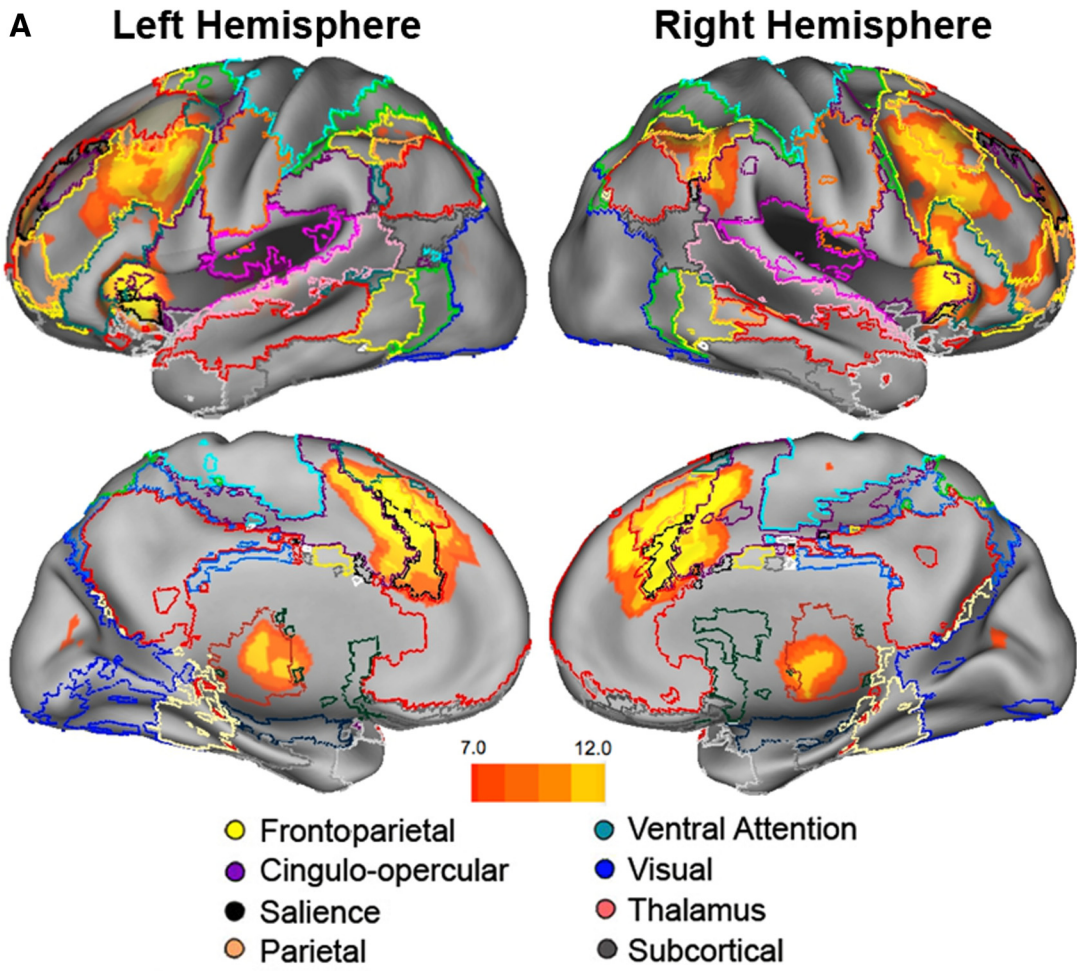 A
Left Hemisphere
Right Hemisphere
7.0 12.0
Frontoparietal
Ventral Attention
Cingulo-opercular
Visual
Salience
Thalamus
Parietal
Subcortical